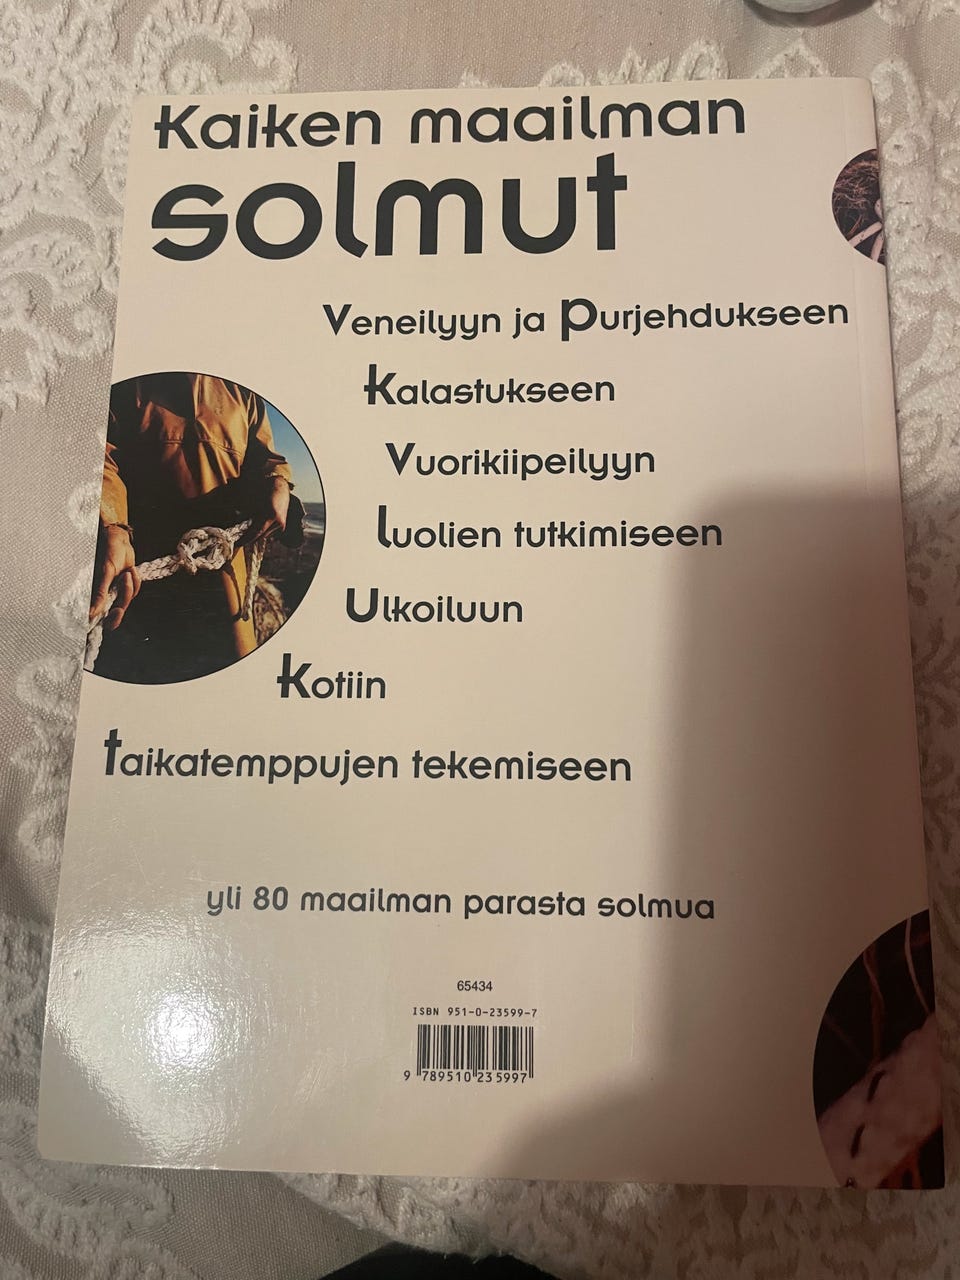 Kaiken maailman
solmut
Veneilyyn ja Purjehdukseen
Kalastukseen
Vuorikiipeilyyn
Luolien tutkimiseen
Ulkoiluun
Kotiin
taikatemppujen tekemiseen
yli 80 maailman parasta solmua
65434
ISBN 951-0-23599-7
9 789510 235997